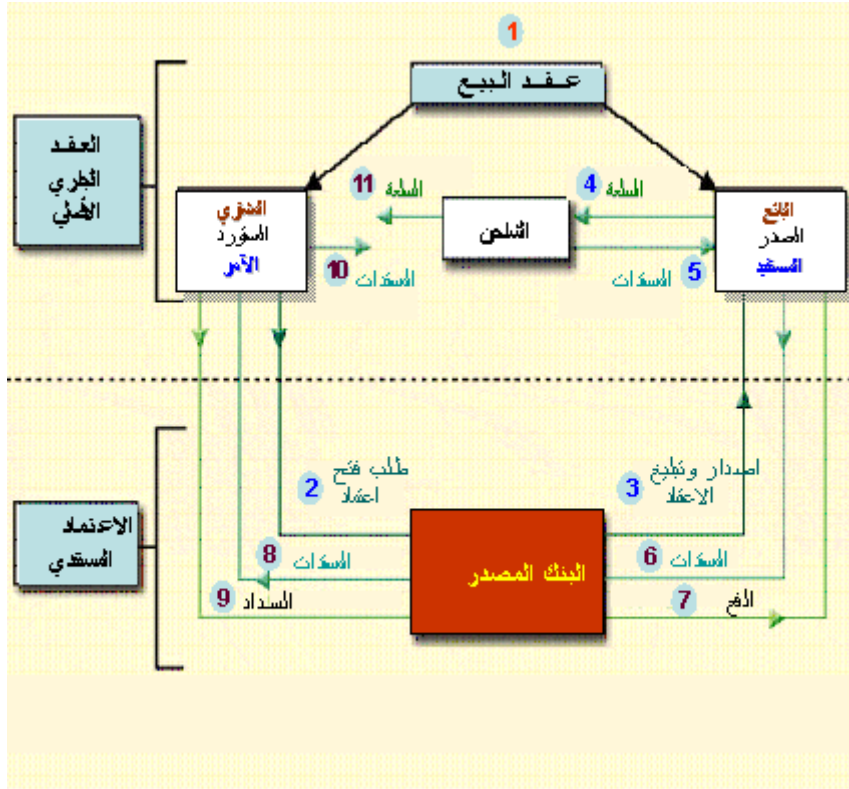 1
عقد البيع
العقد
التجاري
الأصلي
البائع
المصدر
المستفيد
4
السلعة
الشاحن
5
المستندات
11
السلعة
10
المستندات
المشتري
المستورد
الآمر
الاعتماد
المستندي
اصدار وتبليغ
3
الاعتماد
طلب فتح
2
اعتماد
البنك المصدر
6
المستندات
7
الدفع
8
المستندات
9
السداد